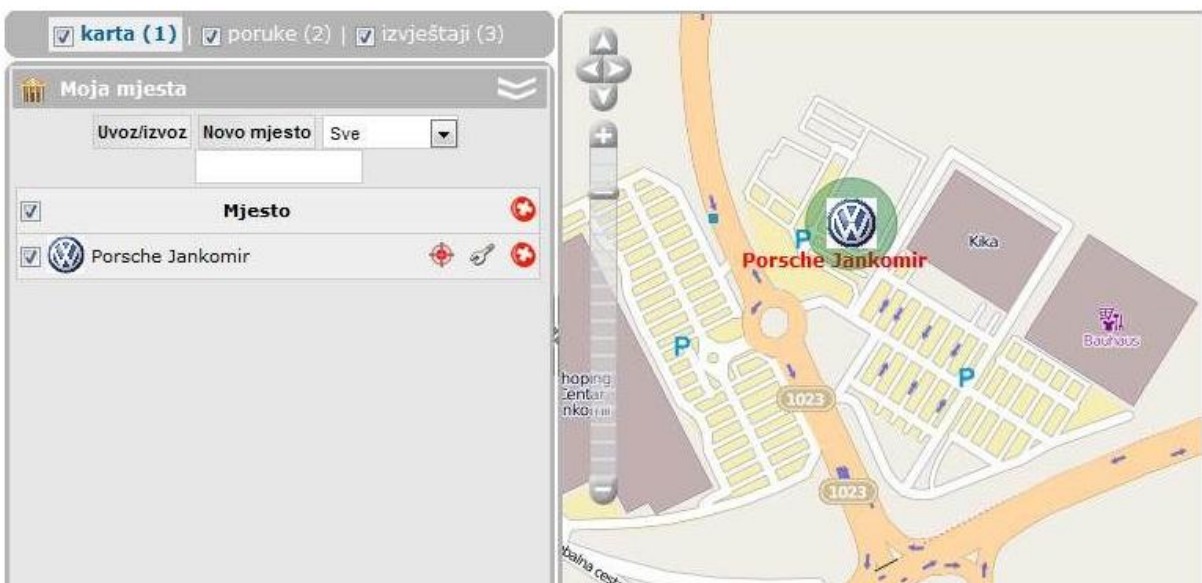 karta (1) | poruke (2) | izvještaji (3)
Moja mjesta
Uvoz/izvoz Novo mjesto Sve
Mjesto
Porsche Jankomir
P
Porsche Jankomir
Kika
Bauhaus
P
P
1023
1023